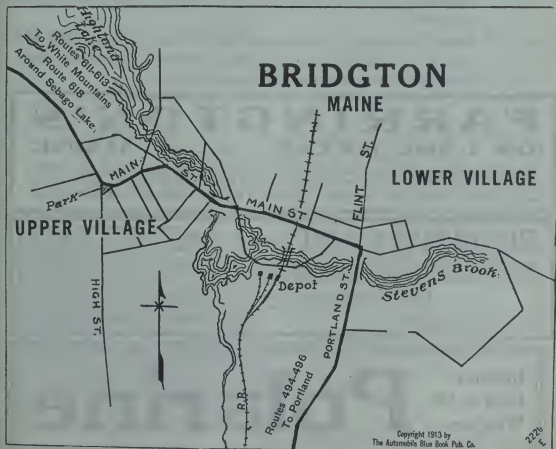 BRIDGTON
MAINE
Highland
Lake
Routes 611-613
To White Mountains
Route 618
Around Sebago Lake.
MAIN ST
Park
UPPER VILLAGE
HIGH ST.
MAIN ST
FLINT ST.
LOWER VILLAGE
Stevens Brook.
Depot
PORTLAND ST.
R.R.
Routes 494-496
To Portland
Copyright 1913 by
The Automobile Blue Book Pub. Co.